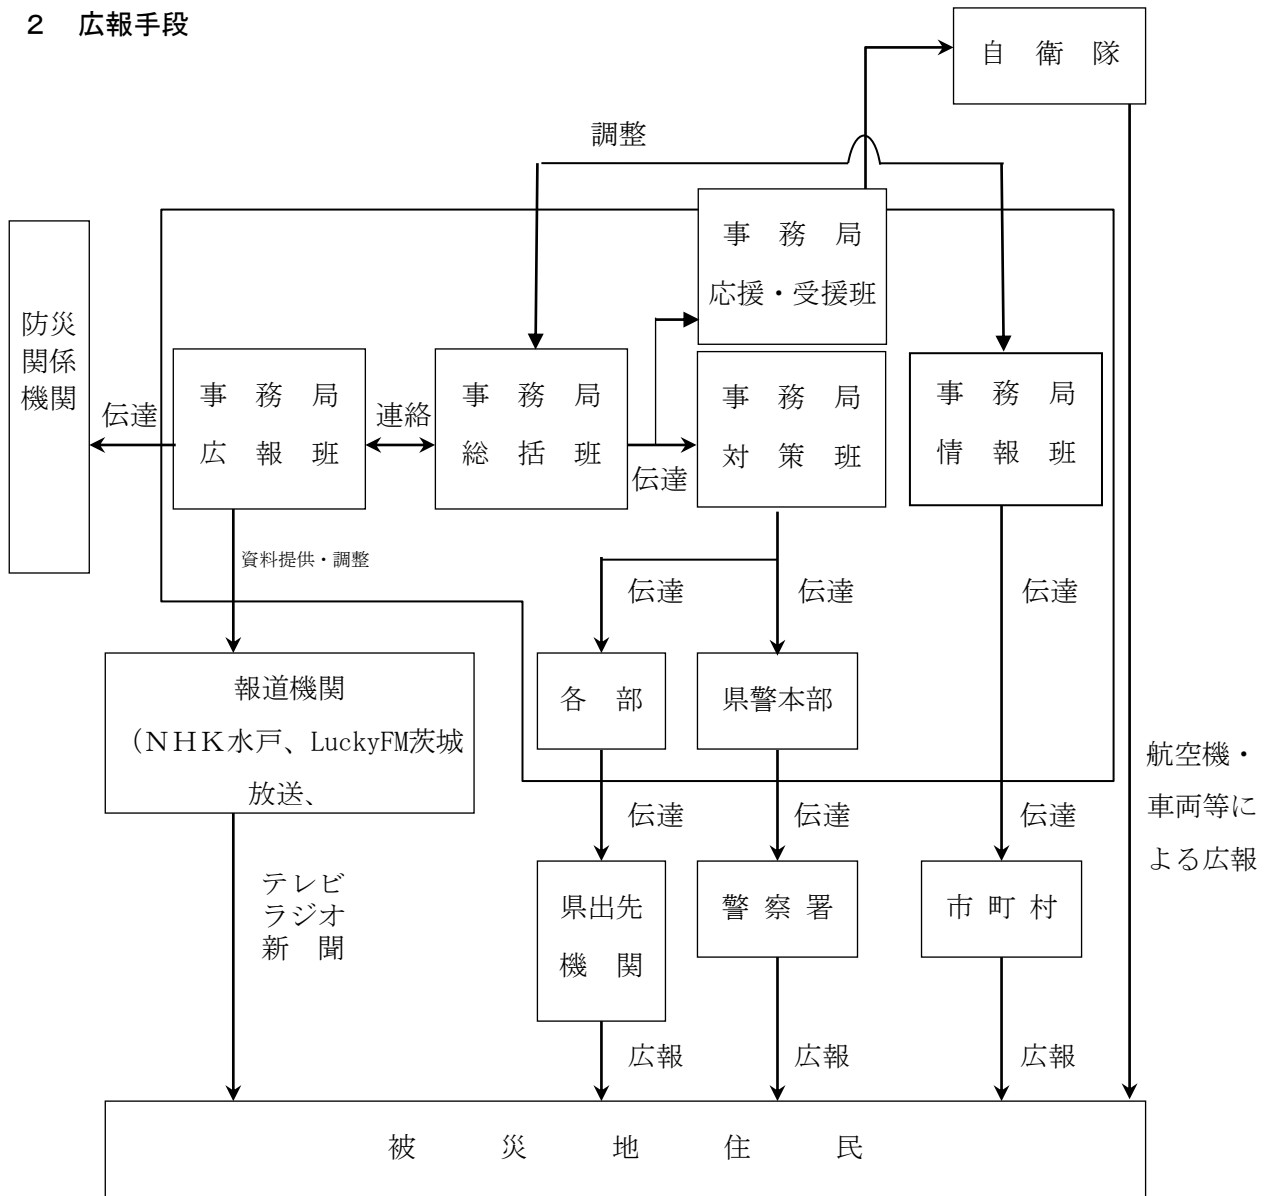 ２　広報手段
自　衛　隊
調整
事　務　局
応援・受援班
防災
関係
機関
伝達
事　務　局
広　報　班
連絡
事　務　局
総　括　班
伝達
事　務　局
対　策　班
事　務　局
情　報　班
資料提供・調整
伝達
伝達
伝達
報道機関
（ＮＨＫ水戸、LuckyFM茨城
放送、
各　部
県警本部
航空機・
車両等に
よる広報
伝達
伝達
伝達
テレビ
ラジオ
新　聞
県出先
機　関
警 察 署
市 町 村
広報
広報
広報
被　災　地　住　民